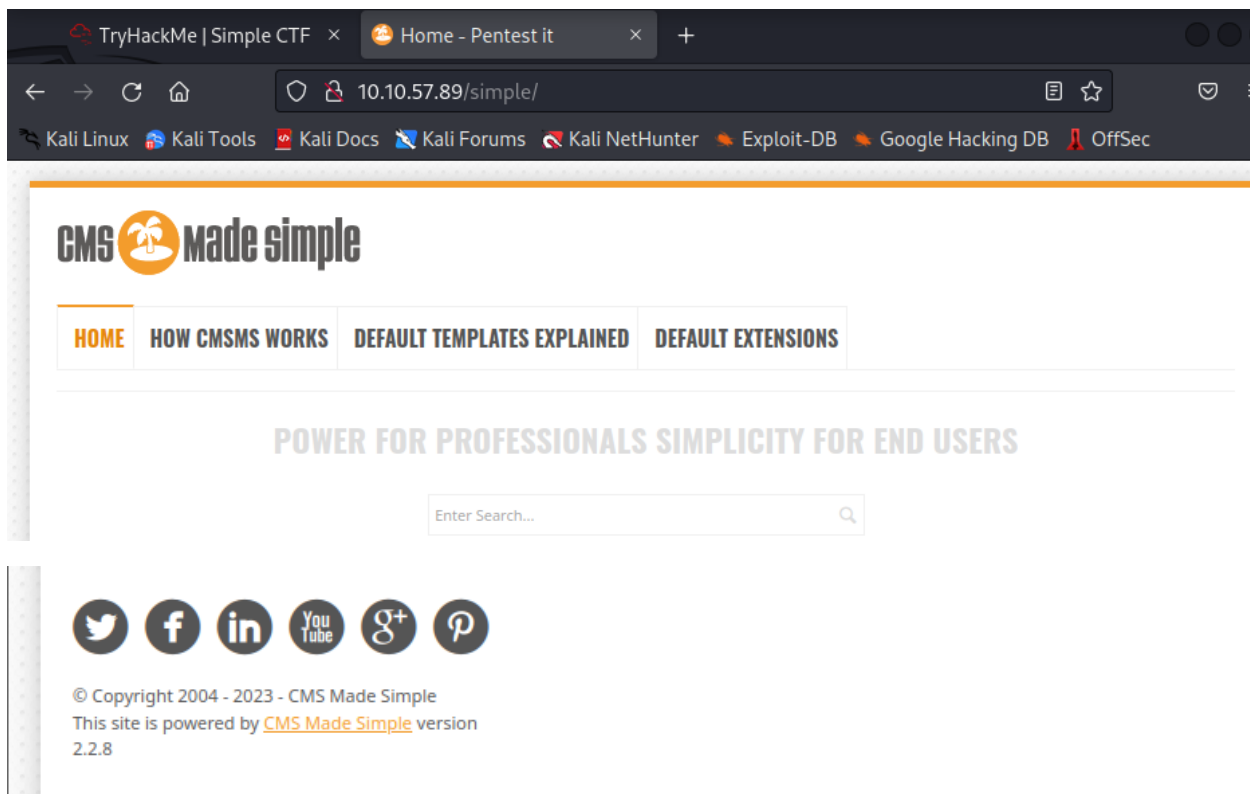 TryHackMe | Simple CTF × Home - Pentest it × +
10.10.57.89/simple/
Kali Linux Kali Tools Kali Docs Kali Forums Kali NetHunter Exploit-DB Google Hacking DB OffSec
CMS Made Simple
HOME HOW CMSMS WORKS DEFAULT TEMPLATES EXPLAINED DEFAULT EXTENSIONS
POWER FOR PROFESSIONALS SIMPLICITY FOR END USERS
Enter Search...
You Tube g+
© Copyright 2004 - 2023 - CMS Made Simple
This site is powered by CMS Made Simple version
2.2.8